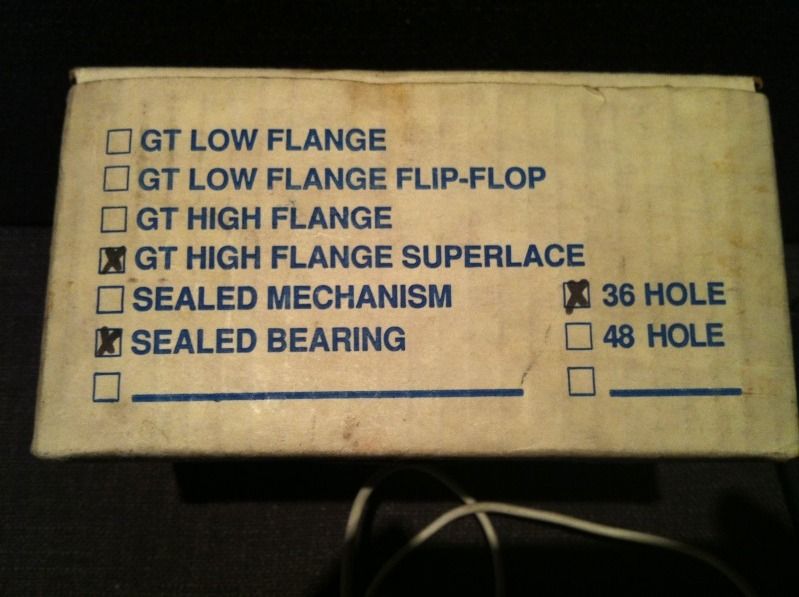 GT LOW FLANGE
GT LOW FLANGE FLIP-FLOP
GT HIGH FLANGE
GT HIGH FLANGE SUPERLACE
SEALED MECHANISM
36 HOLE
SEALED BEARING
48 HOLE